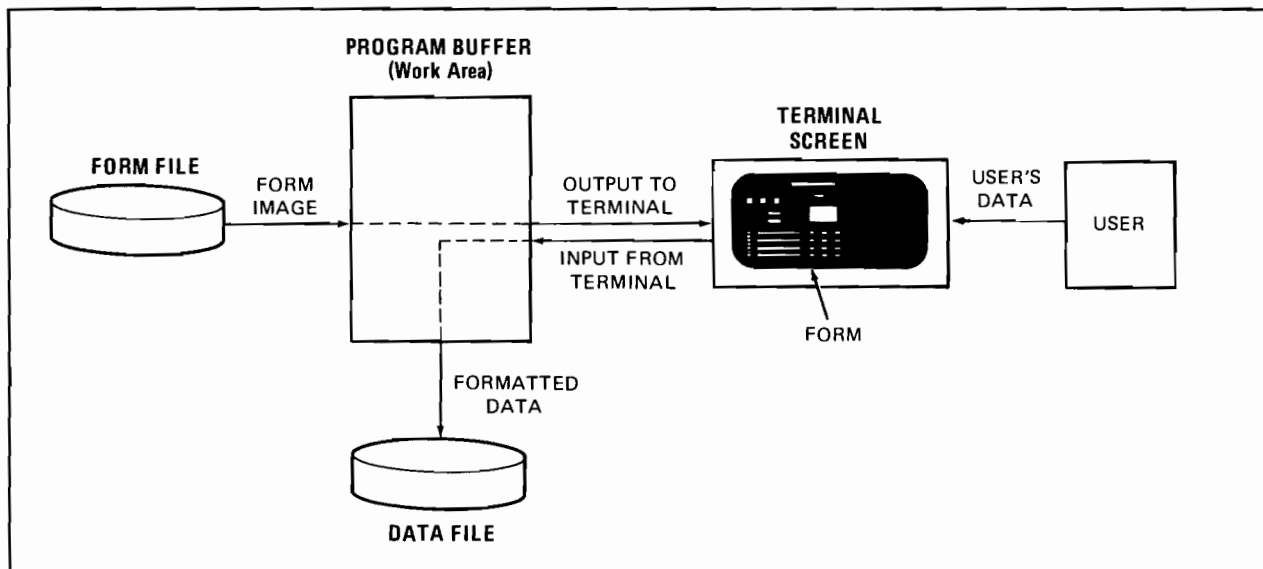 PROGRAM BUFFER
(Work Area)
TERMINAL
SCREEN
FORM FILE
FORM
IMAGE
OUTPUT TO
TERMINAL
USER'S
DATA
USER
INPUT FROM
TERMINAL
FORM
FORMATTED
DATA
DATA FILE